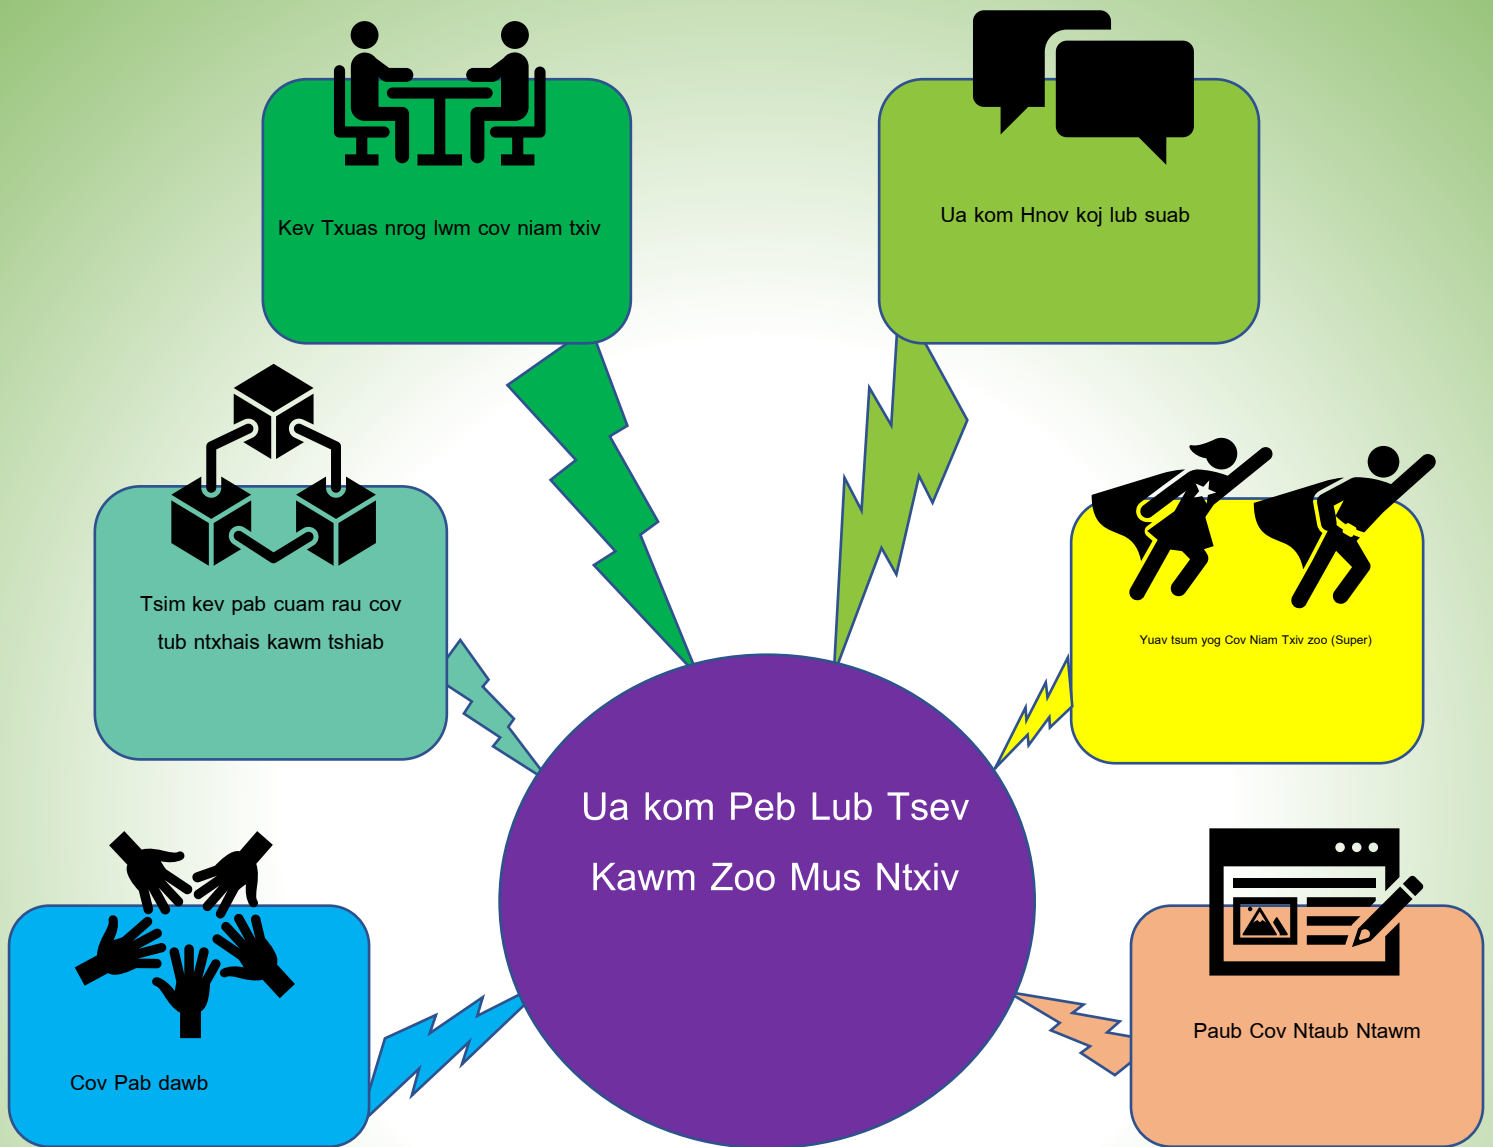 Kev Txuas nrog lwm cov niam txiv
Ua kom Hnov koj lub suab
Tsim kev pab cuam rau cov
tub ntxhais kawm tshiab
Yuav tsum yog Cov Niam Txiv zoo (Super)
Ua kom Peb Lub Tsev
Kawm Zoo Mus Ntxiv
Cov Pab dawb
Paub Cov Ntaub Ntawm